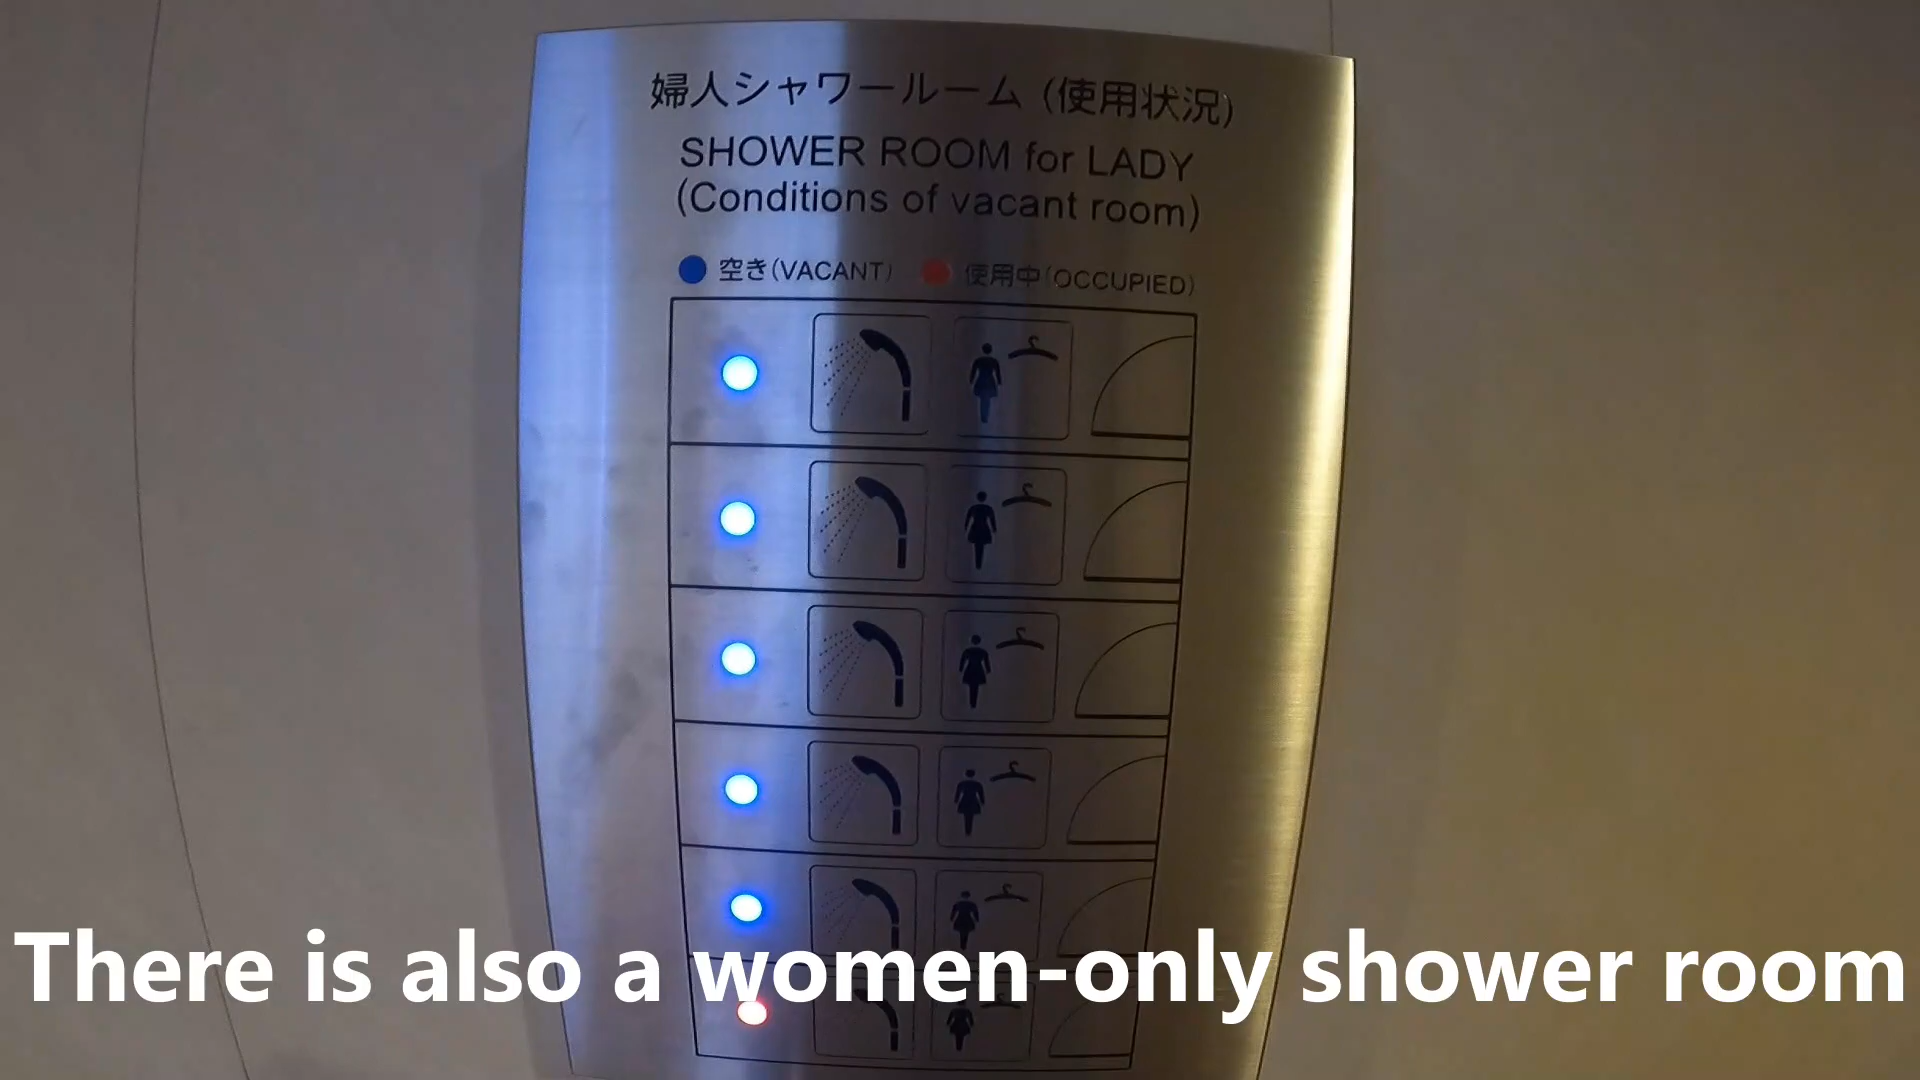 婦人シャワールーム (使用状況)
SHOWER ROOM for LADY
(Conditions of vacant room)
空き(VACANT) 使用中(OCCUPIED)
There is also a women-only shower room